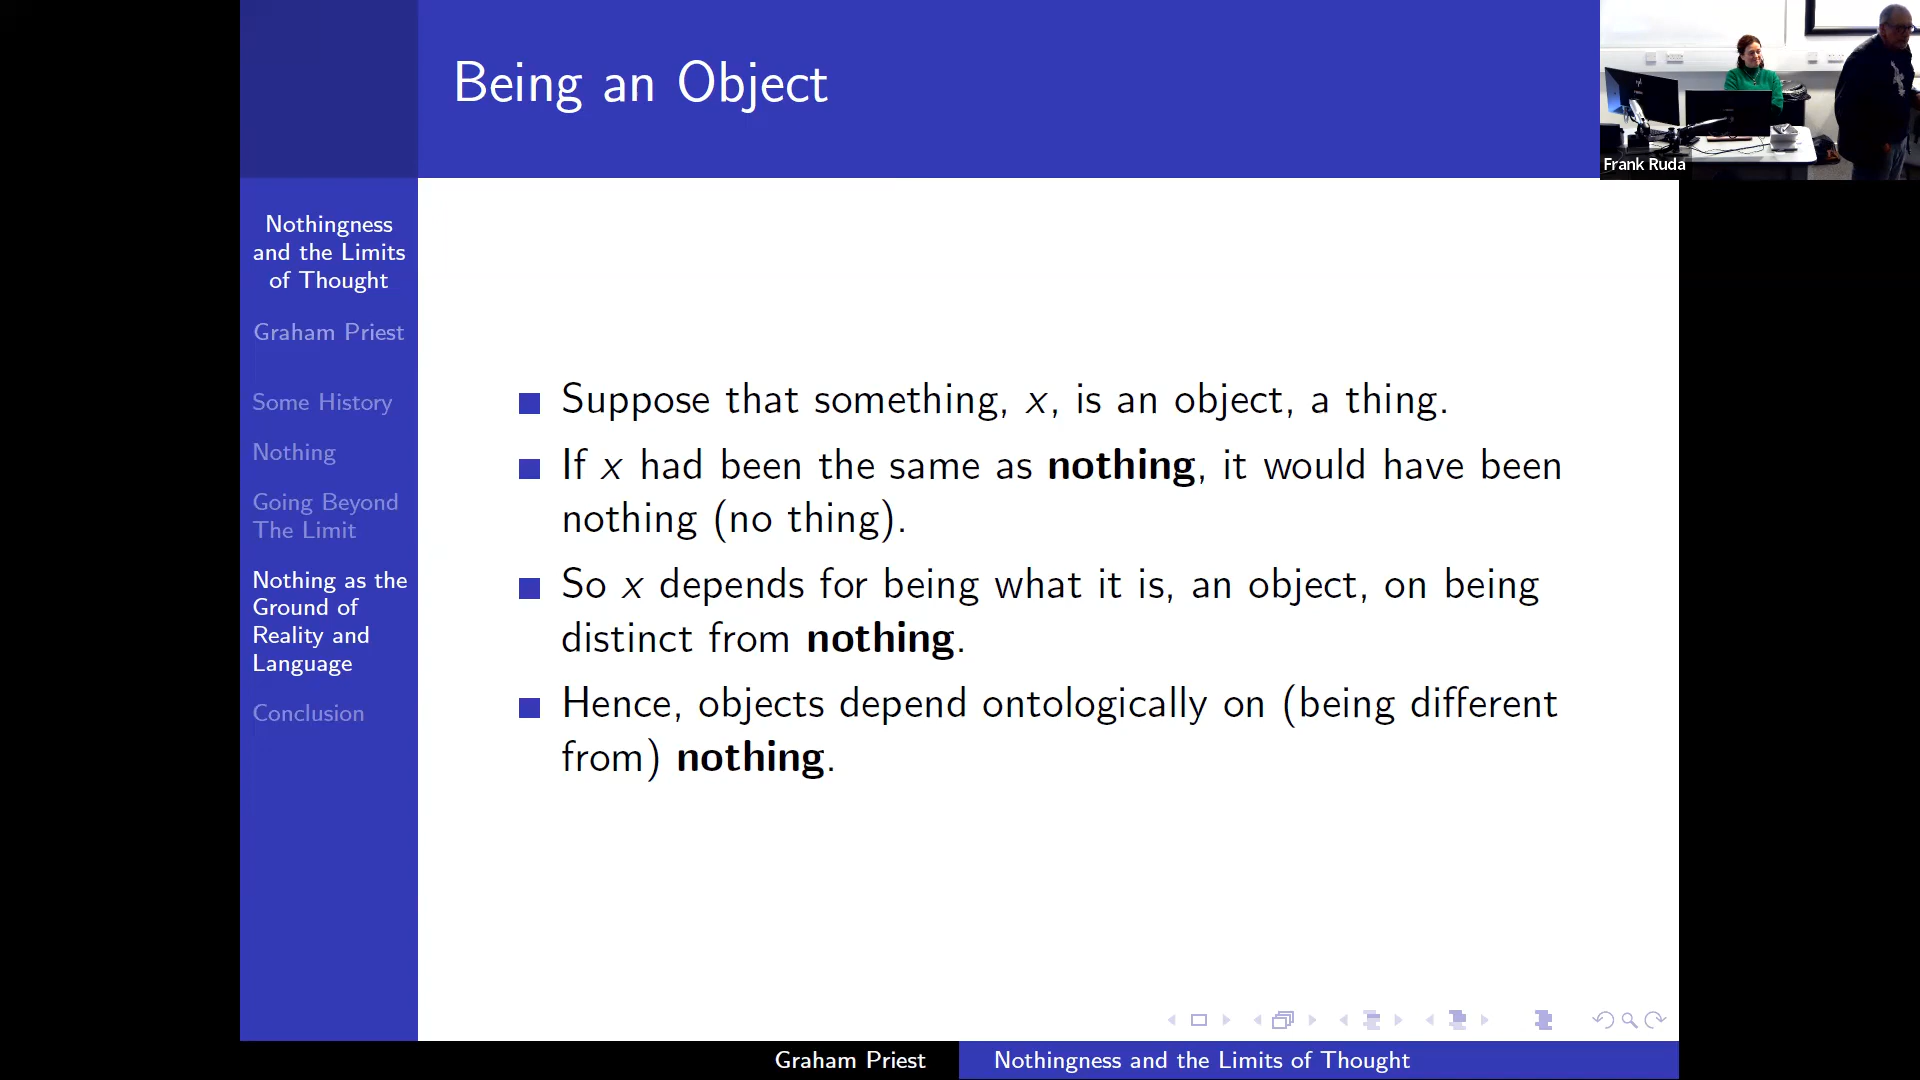 Being an Object
Frank Ruda
Nothingness
and the Limits
of Thought
Graham Priest
Some History
Nothing
Going Beyond
The Limit
Nothing as the
Ground of
Reality and
Language
Conclusion
Suppose that something, x, is an object, a thing.
If x had been the same as nothing, it would have been
nothing (no thing).
So x depends for being what it is, an object, on being
distinct from nothing.
Hence, objects depend ontologically on (being different
from) nothing.
Graham Priest
Nothingness and the Limits of Thought